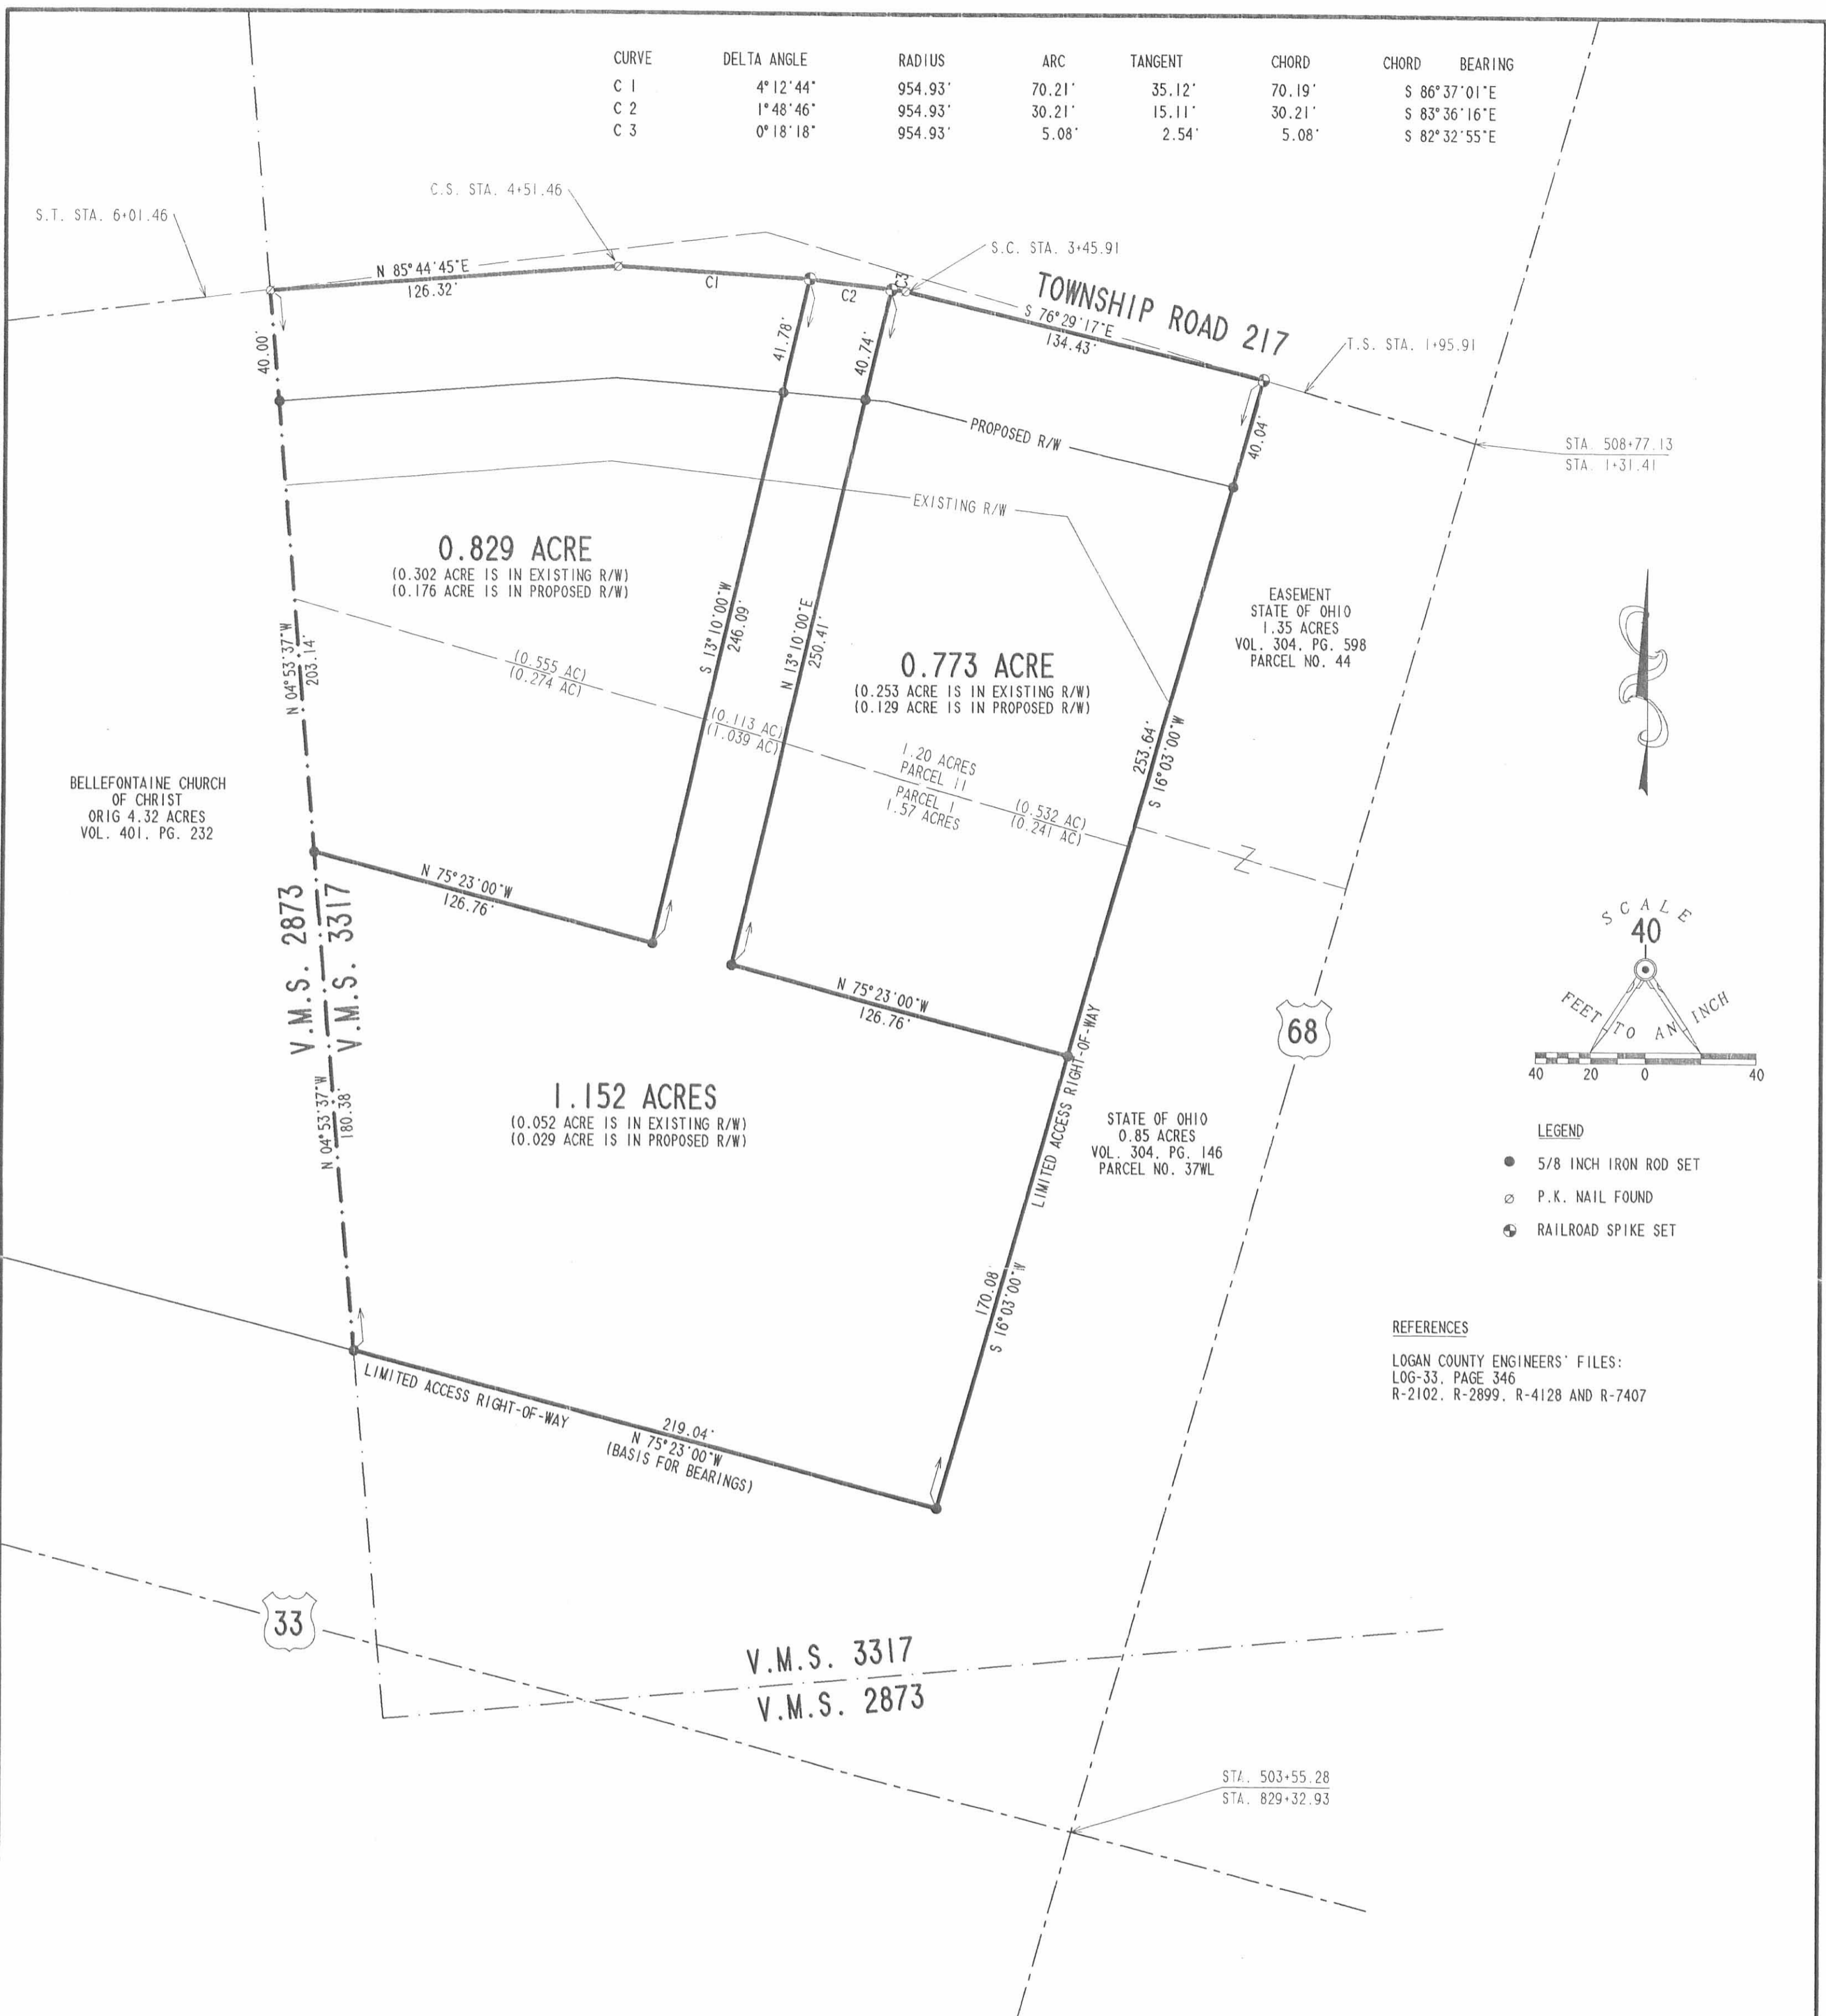 CURVE DELTA ANGLE RADIUS ARC TANGENT CHORD CHORD BEARING
C 1 4°12'44" 954.93' 70.21' 35.12' 70.19' S 86°37'01"E
C 2 1°48'46" 954.93' 30.21' 15.11' 30.21' S 83°36'16"E
C 3 0°18'18" 954.93' 5.08' 2.54' 5.08' S 82°32'55"E
C.S. STA. 4+51.46
S.T. STA. 6+01.46
S.C. STA. 3+45.91
N 85°44'45"E
126.32'
C1
C2
C3
TOWNSHIP ROAD 217
S 76°29'17"E
134.43'
T.S. STA. 1+95.91
40.00'
41.78'
40.74'
40.04'
PROPOSED R/W
STA. 508+77.13
STA. 1+31.41
EXISTING R/W
0.829 ACRE
(0.302 ACRE IS IN EXISTING R/W)
(0.176 ACRE IS IN PROPOSED R/W)
EASEMENT
STATE OF OHIO
1.35 ACRES
VOL. 304, PG. 598
PARCEL NO. 44
N 04°53'37"W
203.14'
S 13°10'00"W
246.09'
N 13°10'00"E
250.41'
(0.555 AC)
(0.274 AC)
0.773 ACRE
(0.253 ACRE IS IN EXISTING R/W)
(0.129 ACRE IS IN PROPOSED R/W)
(0.113 AC)
(1.039 AC)
1.20 ACRES
PARCEL II
PARCEL I
1.57 ACRES
(0.532 AC)
(0.241 AC)
253.64'
S 16°03'00"W
Z
BELLEFONTAINE CHURCH
OF CHRIST
ORIG 4.32 ACRES
VOL. 401, PG. 232
N 75°23'00"W
126.76'
V.M.S. 2873
V.M.S. 3317
N 75°23'00"W
126.76'
SCALE
40
FEET TO AN INCH
40 20 0 40
68
LIMITED ACCESS RIGHT-OF-WAY
1.152 ACRES
(0.052 ACRE IS IN EXISTING R/W)
(0.029 ACRE IS IN PROPOSED R/W)
N 04°53'37"W
180.38'
STATE OF OHIO
0.85 ACRES
VOL. 304, PG. 146
PARCEL NO. 37WL
LEGEND
5/8 INCH IRON ROD SET
P.K. NAIL FOUND
RAILROAD SPIKE SET
170.08'
S 16°03'00"W
REFERENCES
LOGAN COUNTY ENGINEERS' FILES:
LOG-33, PAGE 346
R-2102, R-2899, R-4128 AND R-7407
LIMITED ACCESS RIGHT-OF-WAY
219.04'
N 75°23'00"W
(BASIS FOR BEARINGS)
33
V.M.S. 3317
V.M.S. 2873
STA. 503+55.28
STA. 829+32.93